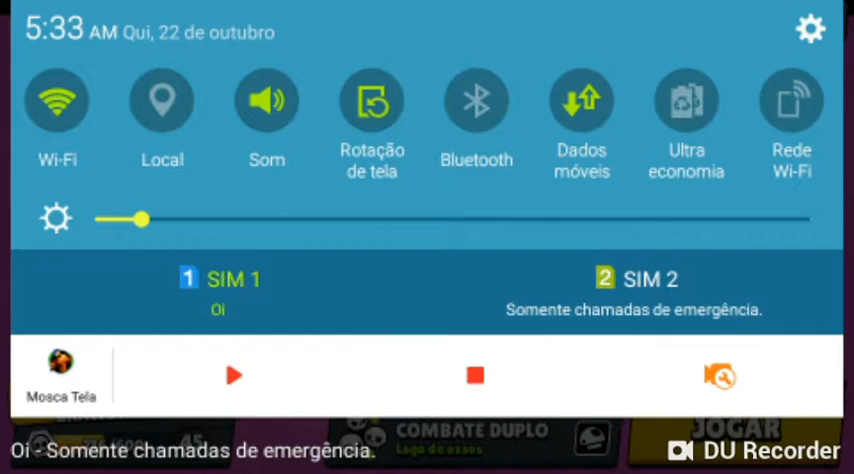 5:33 AM Qui, 22 de outubro
Wi-Fi
Local
Som
Rotação
de tela
Bluetooth
Dados
móveis
Ultra
economia
Rede
Wi-Fi
1 SIM 1
Oi
2 SIM 2
Somente chamadas de emergência.
Mosca Tela
COMBATE DUPLO
JOGAR
Oi - Somente chamadas de emergência.
DU Recorder